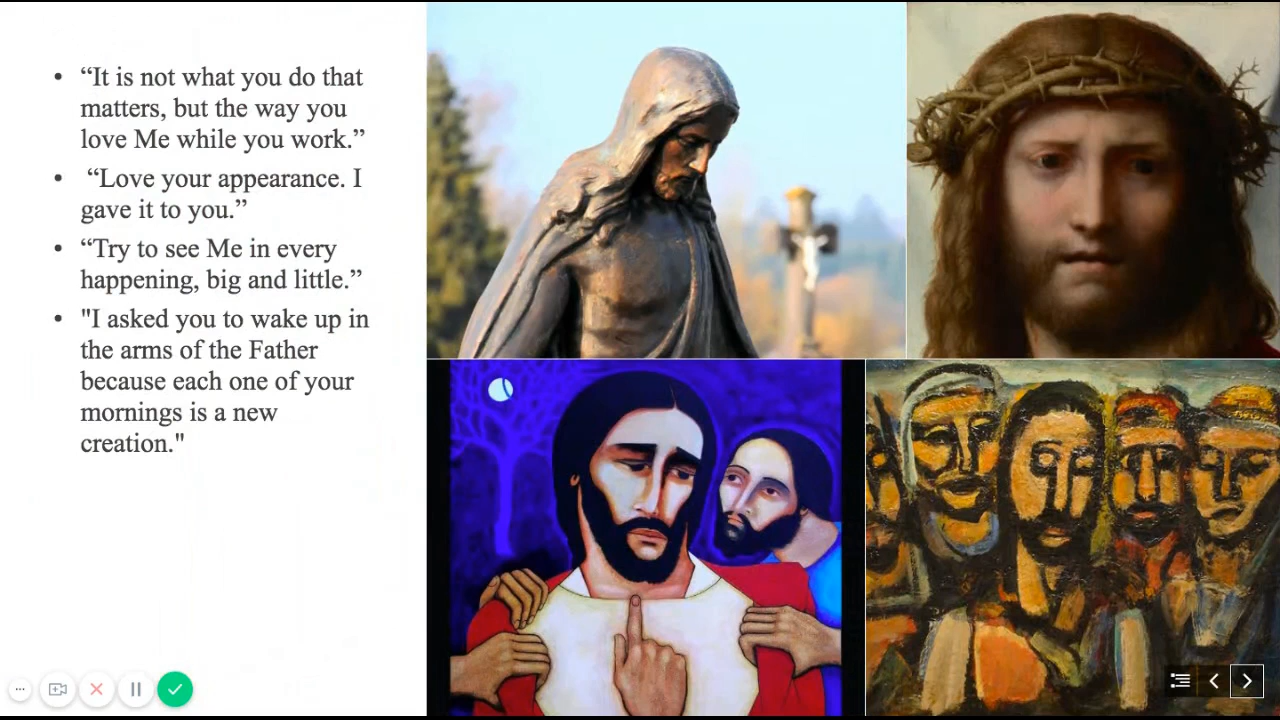 • “It is not what you do that
matters, but the way you
love Me while you work.”
• “Love your appearance. I
gave it to you.”
• “Try to see Me in every
happening, big and little.”
• "I asked you to wake up in
the arms of the Father
because each one of your
mornings is a new
creation."